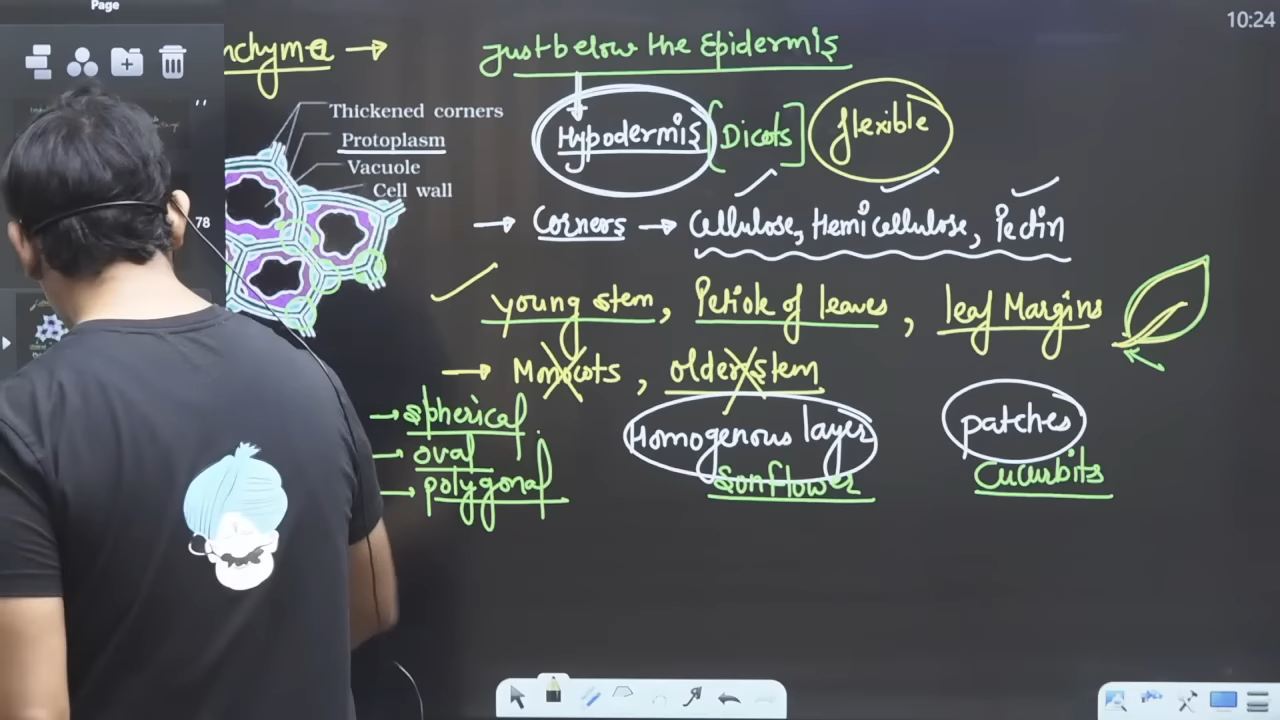 Page
10:24
nchyma → Just below the Epidermis
Hypodermis [Dicots] flexible
Thickened corners
Protoplasm
Vacuole
Cell wall
78
→ Corners → Cellulose, Hemicellulose, Pectin
young stem, Petiole of leaves, leaf Margins
→ Monocots, older stem
→ spherical
→ oval
→ polygonal
Homogenous layer
Sunflower
patches
Cucurbits